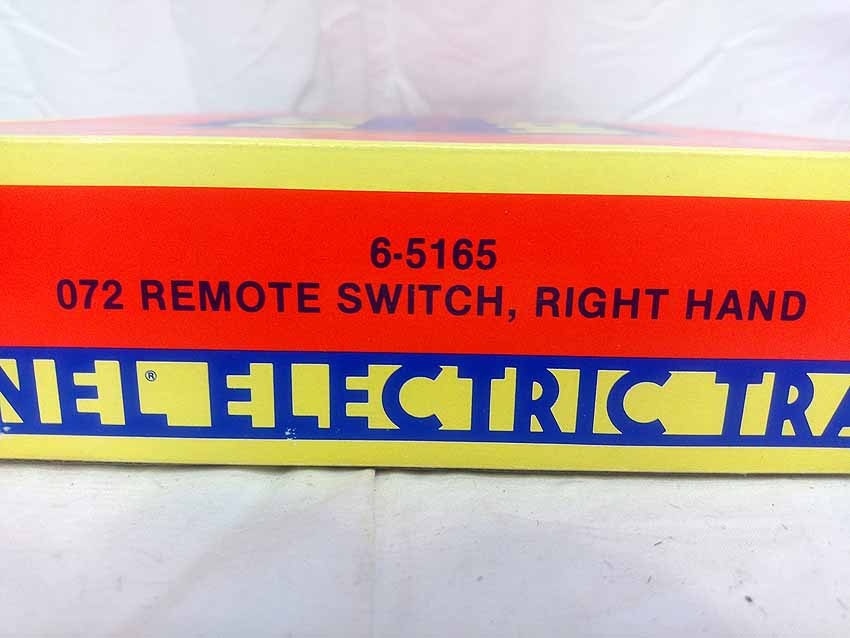 6-5165
072 REMOTE SWITCH, RIGHT HAND
NEL® ELECTRIC TRA